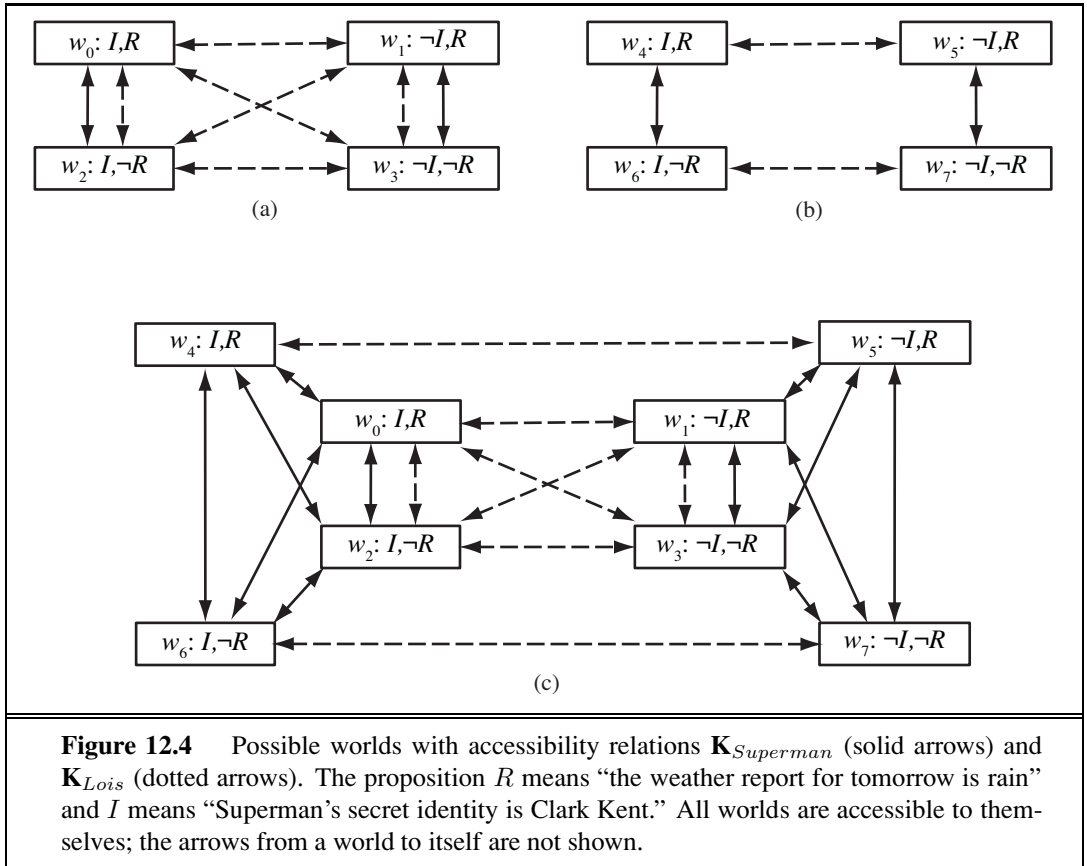 w₀: I,R
w₁: ¬I,R
w₂: I,¬R
w₃: ¬I,¬R
(a)
w₄: I,R
w₅: ¬I,R
w₆: I,¬R
w₇: ¬I,¬R
(b)
w₄: I,R
w₅: ¬I,R
w₀: I,R
w₁: ¬I,R
w₂: I,¬R
w₃: ¬I,¬R
w₆: I,¬R
w₇: ¬I,¬R
(c)
Figure 12.4 Possible worlds with accessibility relations K_Superman (solid arrows) and
K_Lois (dotted arrows). The proposition R means “the weather report for tomorrow is rain”
and I means “Superman’s secret identity is Clark Kent.” All worlds are accessible to them-
selves; the arrows from a world to itself are not shown.